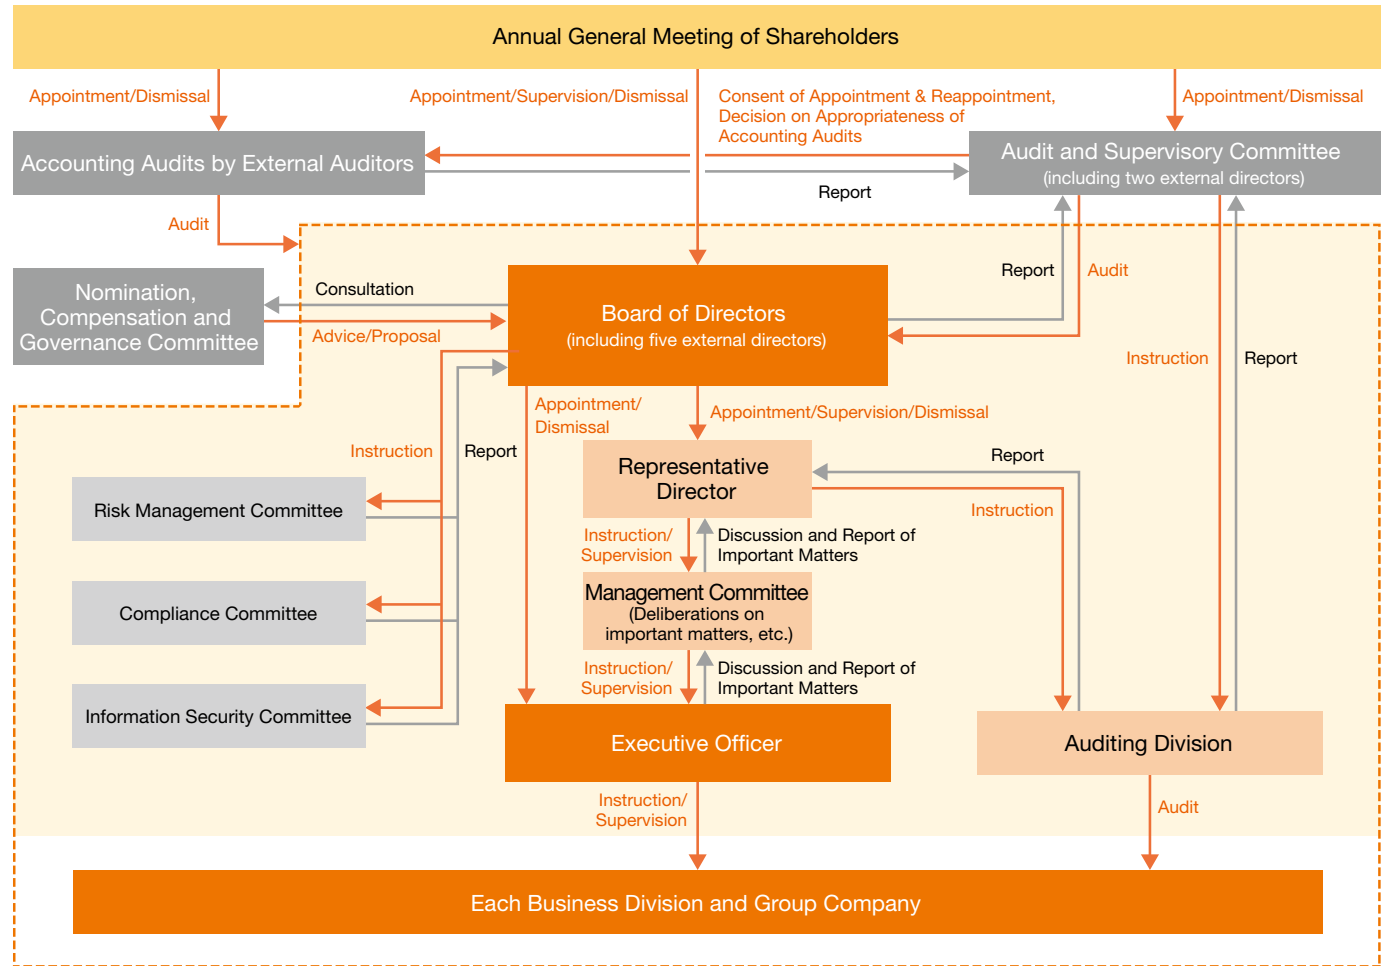 Annual General Meeting of Shareholders
Appointment/Dismissal
Appointment/Supervision/Dismissal
Consent of Appointment & Reappointment,
Decision on Appropriateness of
Accounting Audits
Appointment/Dismissal
Accounting Audits by External Auditors
Audit and Supervisory Committee
(including two external directors)
Report
Audit
Nomination,
Compensation and
Governance Committee
Consultation
Advice/Proposal
Board of Directors
(including five external directors)
Report
Audit
Instruction
Report
Appointment/
Dismissal
Appointment/Supervision/Dismissal
Instruction
Report
Representative
Director
Report
Instruction
Risk Management Committee
Instruction/
Supervision
Discussion and Report of
Important Matters
Compliance Committee
Management Committee
(Deliberations on
important matters, etc.)
Instruction/
Supervision
Discussion and Report of
Important Matters
Information Security Committee
Executive Officer
Auditing Division
Instruction/
Supervision
Audit
Each Business Division and Group Company